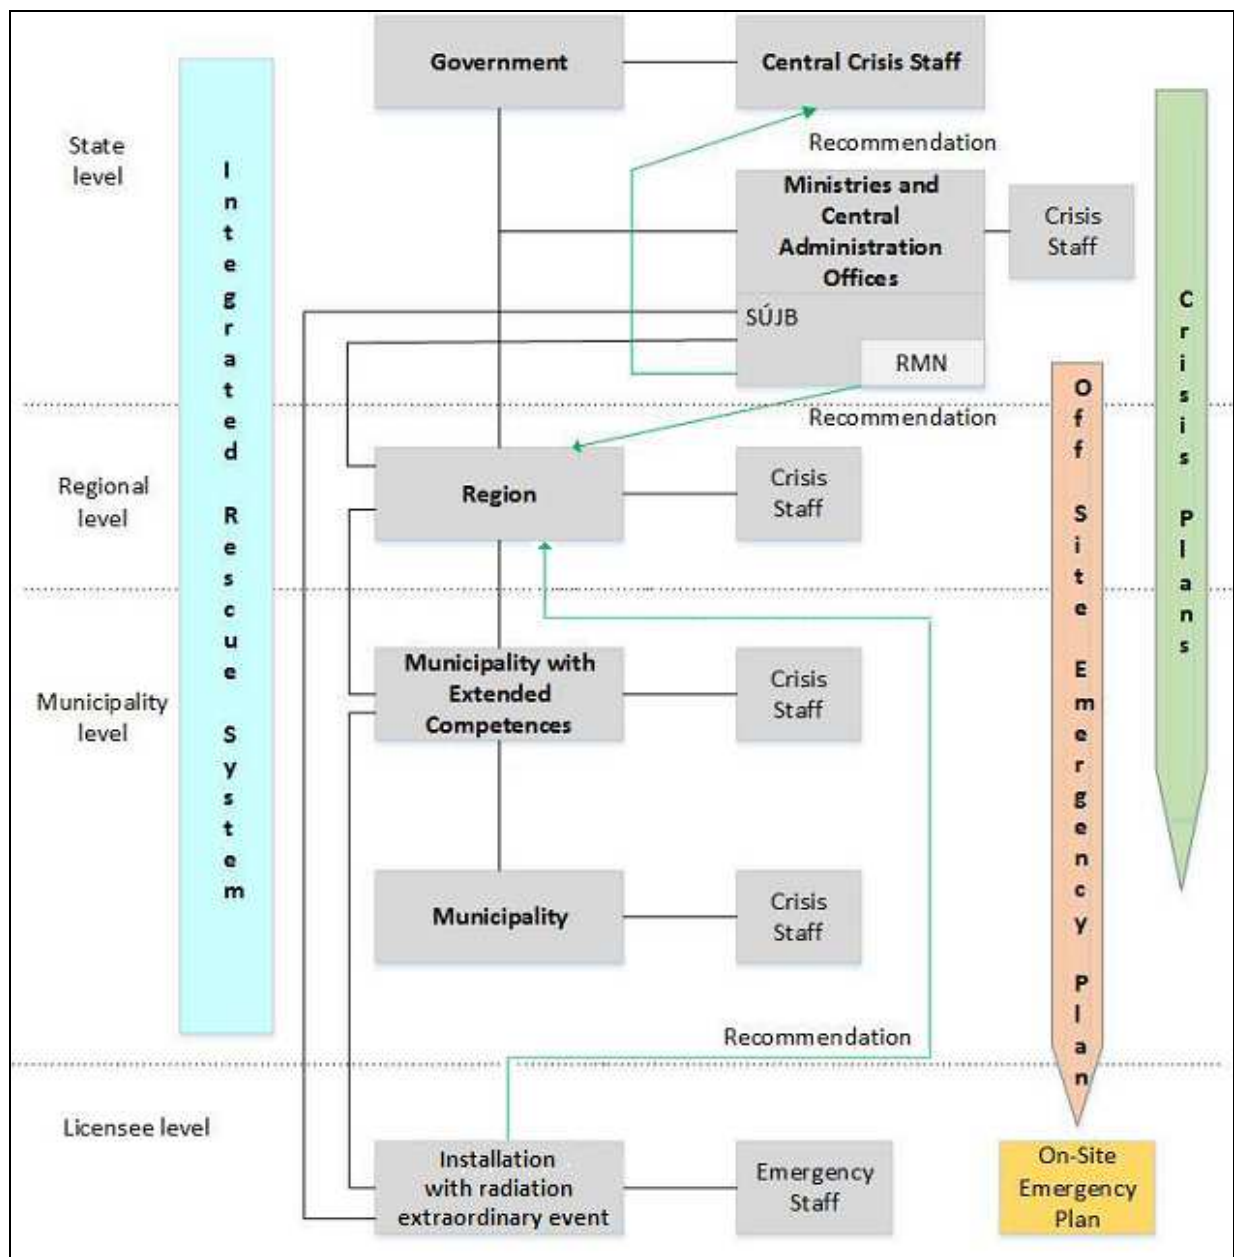 Government
Central Crisis Staff
State
level
Recommendation
Ministries and
Central
Administration
Offices
Crisis
Staff
SÚJB
RMN
Recommendation
Regional
level
Region
Crisis
Staff
Municipality
level
Municipality with
Extended
Competences
Crisis
Staff
Municipality
Crisis
Staff
Recommendation
Licensee level
Installation
with radiation
extraordinary event
Emergency
Staff
On-Site
Emergency
Plan
Integrated Rescue System
Off Site Emergency Plan
Crisis Plans